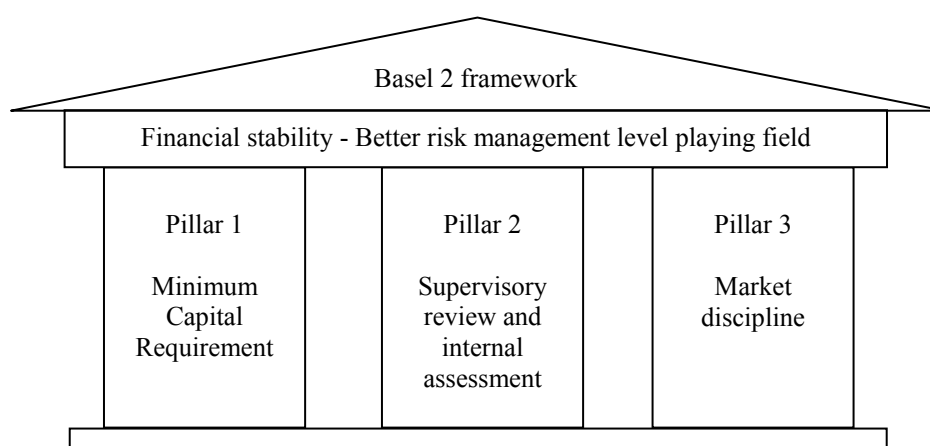 Basel 2 framework
Financial stability - Better risk management level playing field
Pillar 1
Minimum
Capital
Requirement
Pillar 2
Supervisory
review and
internal
assessment
Pillar 3
Market
discipline